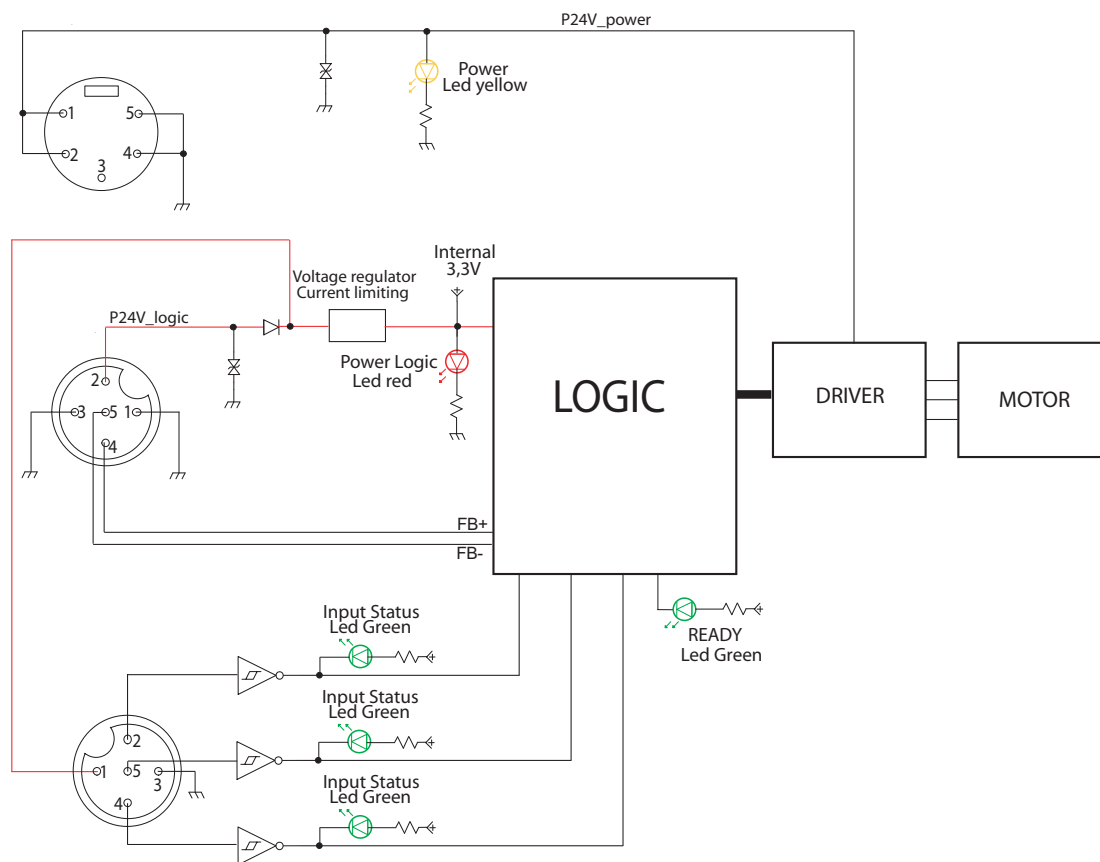 P24V_power
Power
Led yellow
1
5
2
4
3
Internal
3,3V
Voltage regulator
Current limiting
P24V_logic
Power Logic
Led red
2
3
5
1
4
LOGIC
DRIVER
MOTOR
FB+
FB-
Input Status
Led Green
READY
Led Green
Input Status
Led Green
2
1
5
3
4
Input Status
Led Green